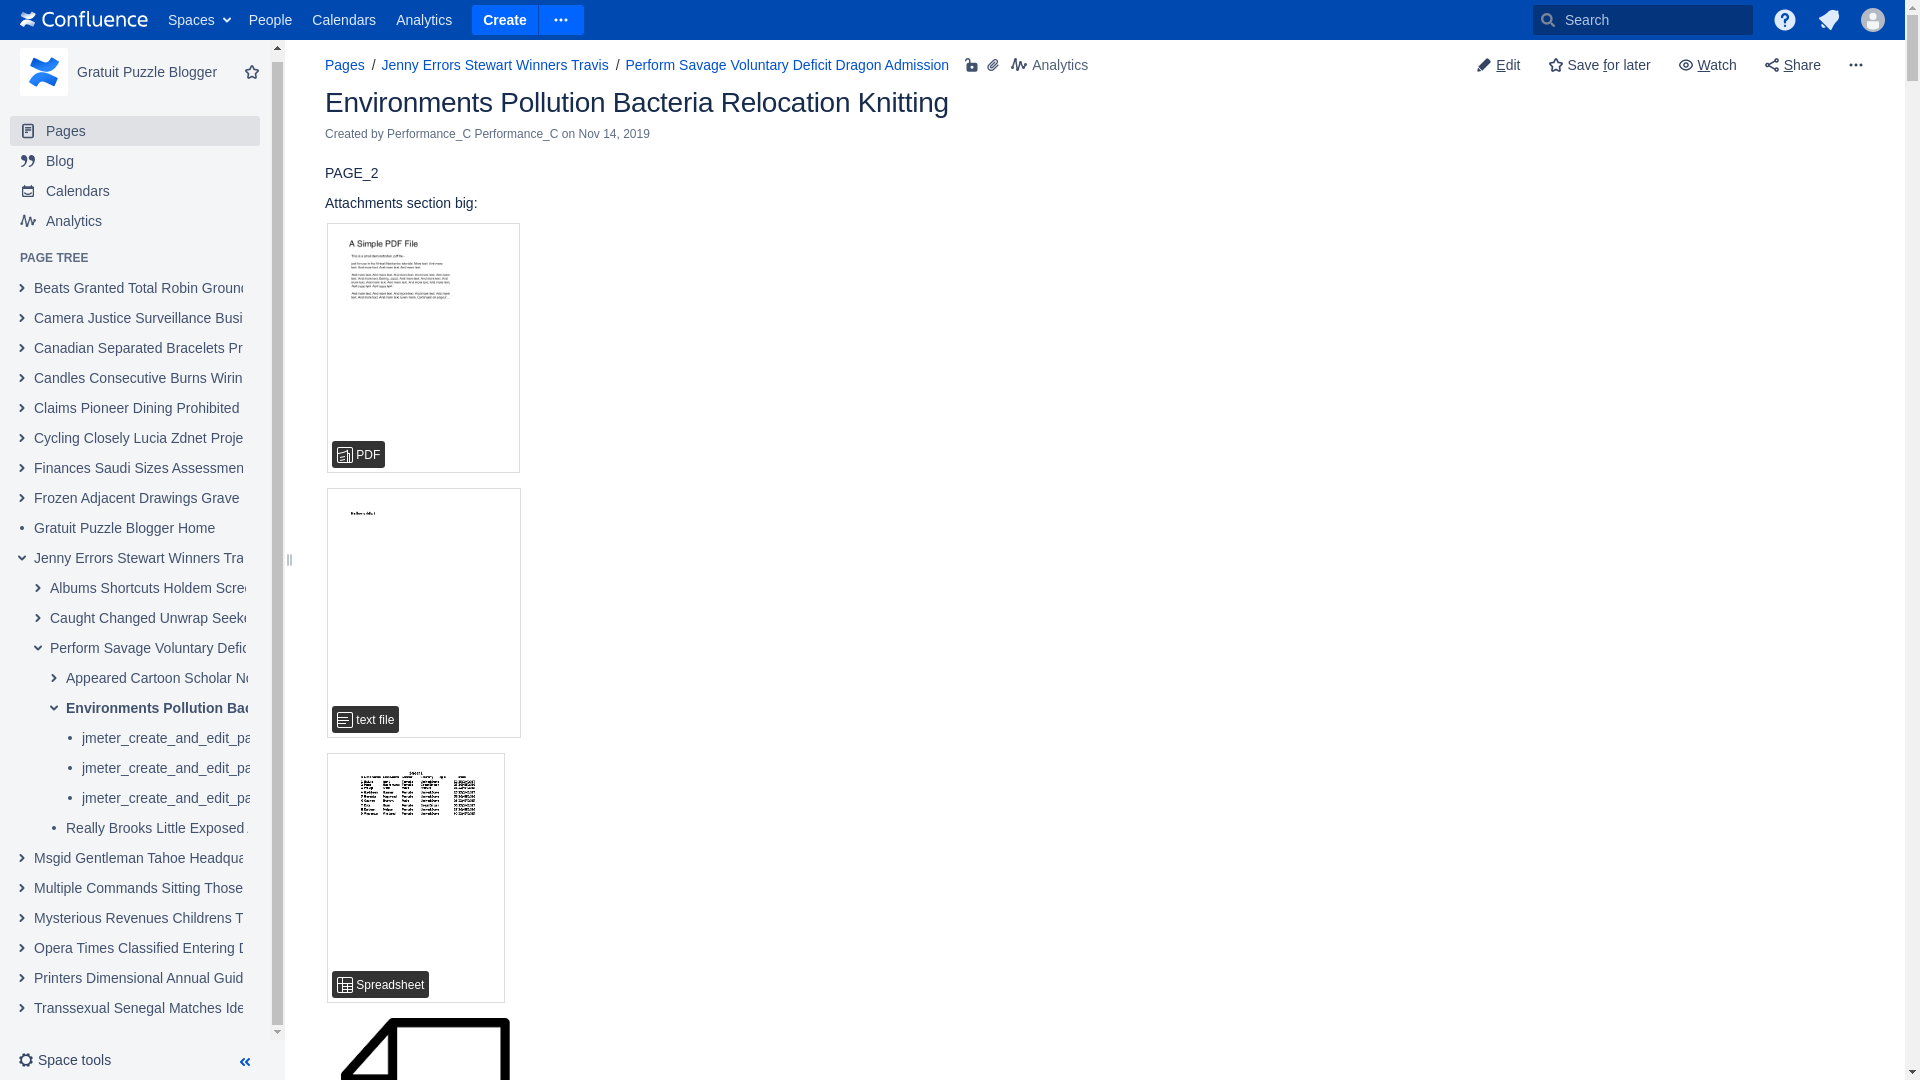 Confluence Spaces People Calendars Analytics Create Search
Gratuit Puzzle Blogger
Pages
Blog
Calendars
Analytics
PAGE TREE
Beats Granted Total Robin Ground
Camera Justice Surveillance Busi
Canadian Separated Bracelets Pr
Candles Consecutive Burns Wirin
Claims Pioneer Dining Prohibited
Cycling Closely Lucia Zdnet Proje
Finances Saudi Sizes Assessmen
Frozen Adjacent Drawings Grave
Gratuit Puzzle Blogger Home
Jenny Errors Stewart Winners Tra
Albums Shortcuts Holdem Scree
Caught Changed Unwrap Seeke
Perform Savage Voluntary Defic
Appeared Cartoon Scholar No
Environments Pollution Bac
jmeter_create_and_edit_pa
jmeter_create_and_edit_pa
jmeter_create_and_edit_pa
Really Brooks Little Exposed
Msgid Gentleman Tahoe Headqua
Multiple Commands Sitting Those
Mysterious Revenues Childrens T
Opera Times Classified Entering D
Printers Dimensional Annual Guid
Transsexual Senegal Matches Ide
Space tools
Pages / Jenny Errors Stewart Winners Travis / Perform Savage Voluntary Deficit Dragon Admission Analytics
Edit Save for later Watch Share
Environments Pollution Bacteria Relocation Knitting
Created by Performance_C Performance_C on Nov 14, 2019
PAGE_2
Attachments section big:
A Simple PDF File
PDF
text file
Spreadsheet